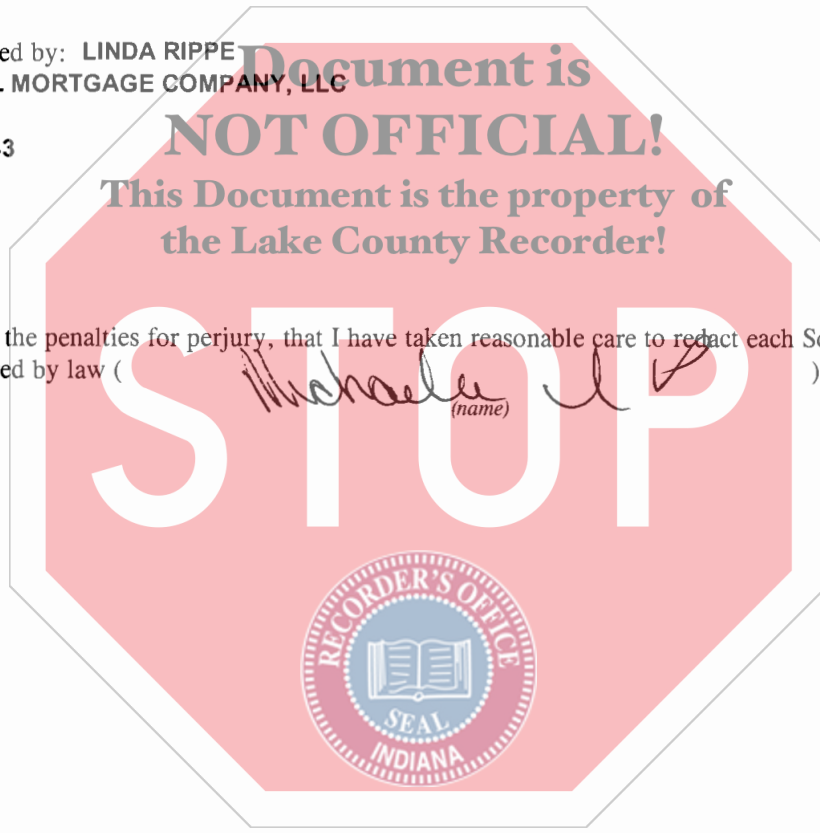 ed by: LINDA RIPPE
L MORTGAGE COMPANY, LLC
Document is
NOT OFFICIAL!
This Document is the property of
the Lake County Recorder!
the penalties for perjury, that I have taken reasonable care to redact each
ed by law ( )
(name)
STOP
RECORDER'S OFFICE
SEAL
INDIANA